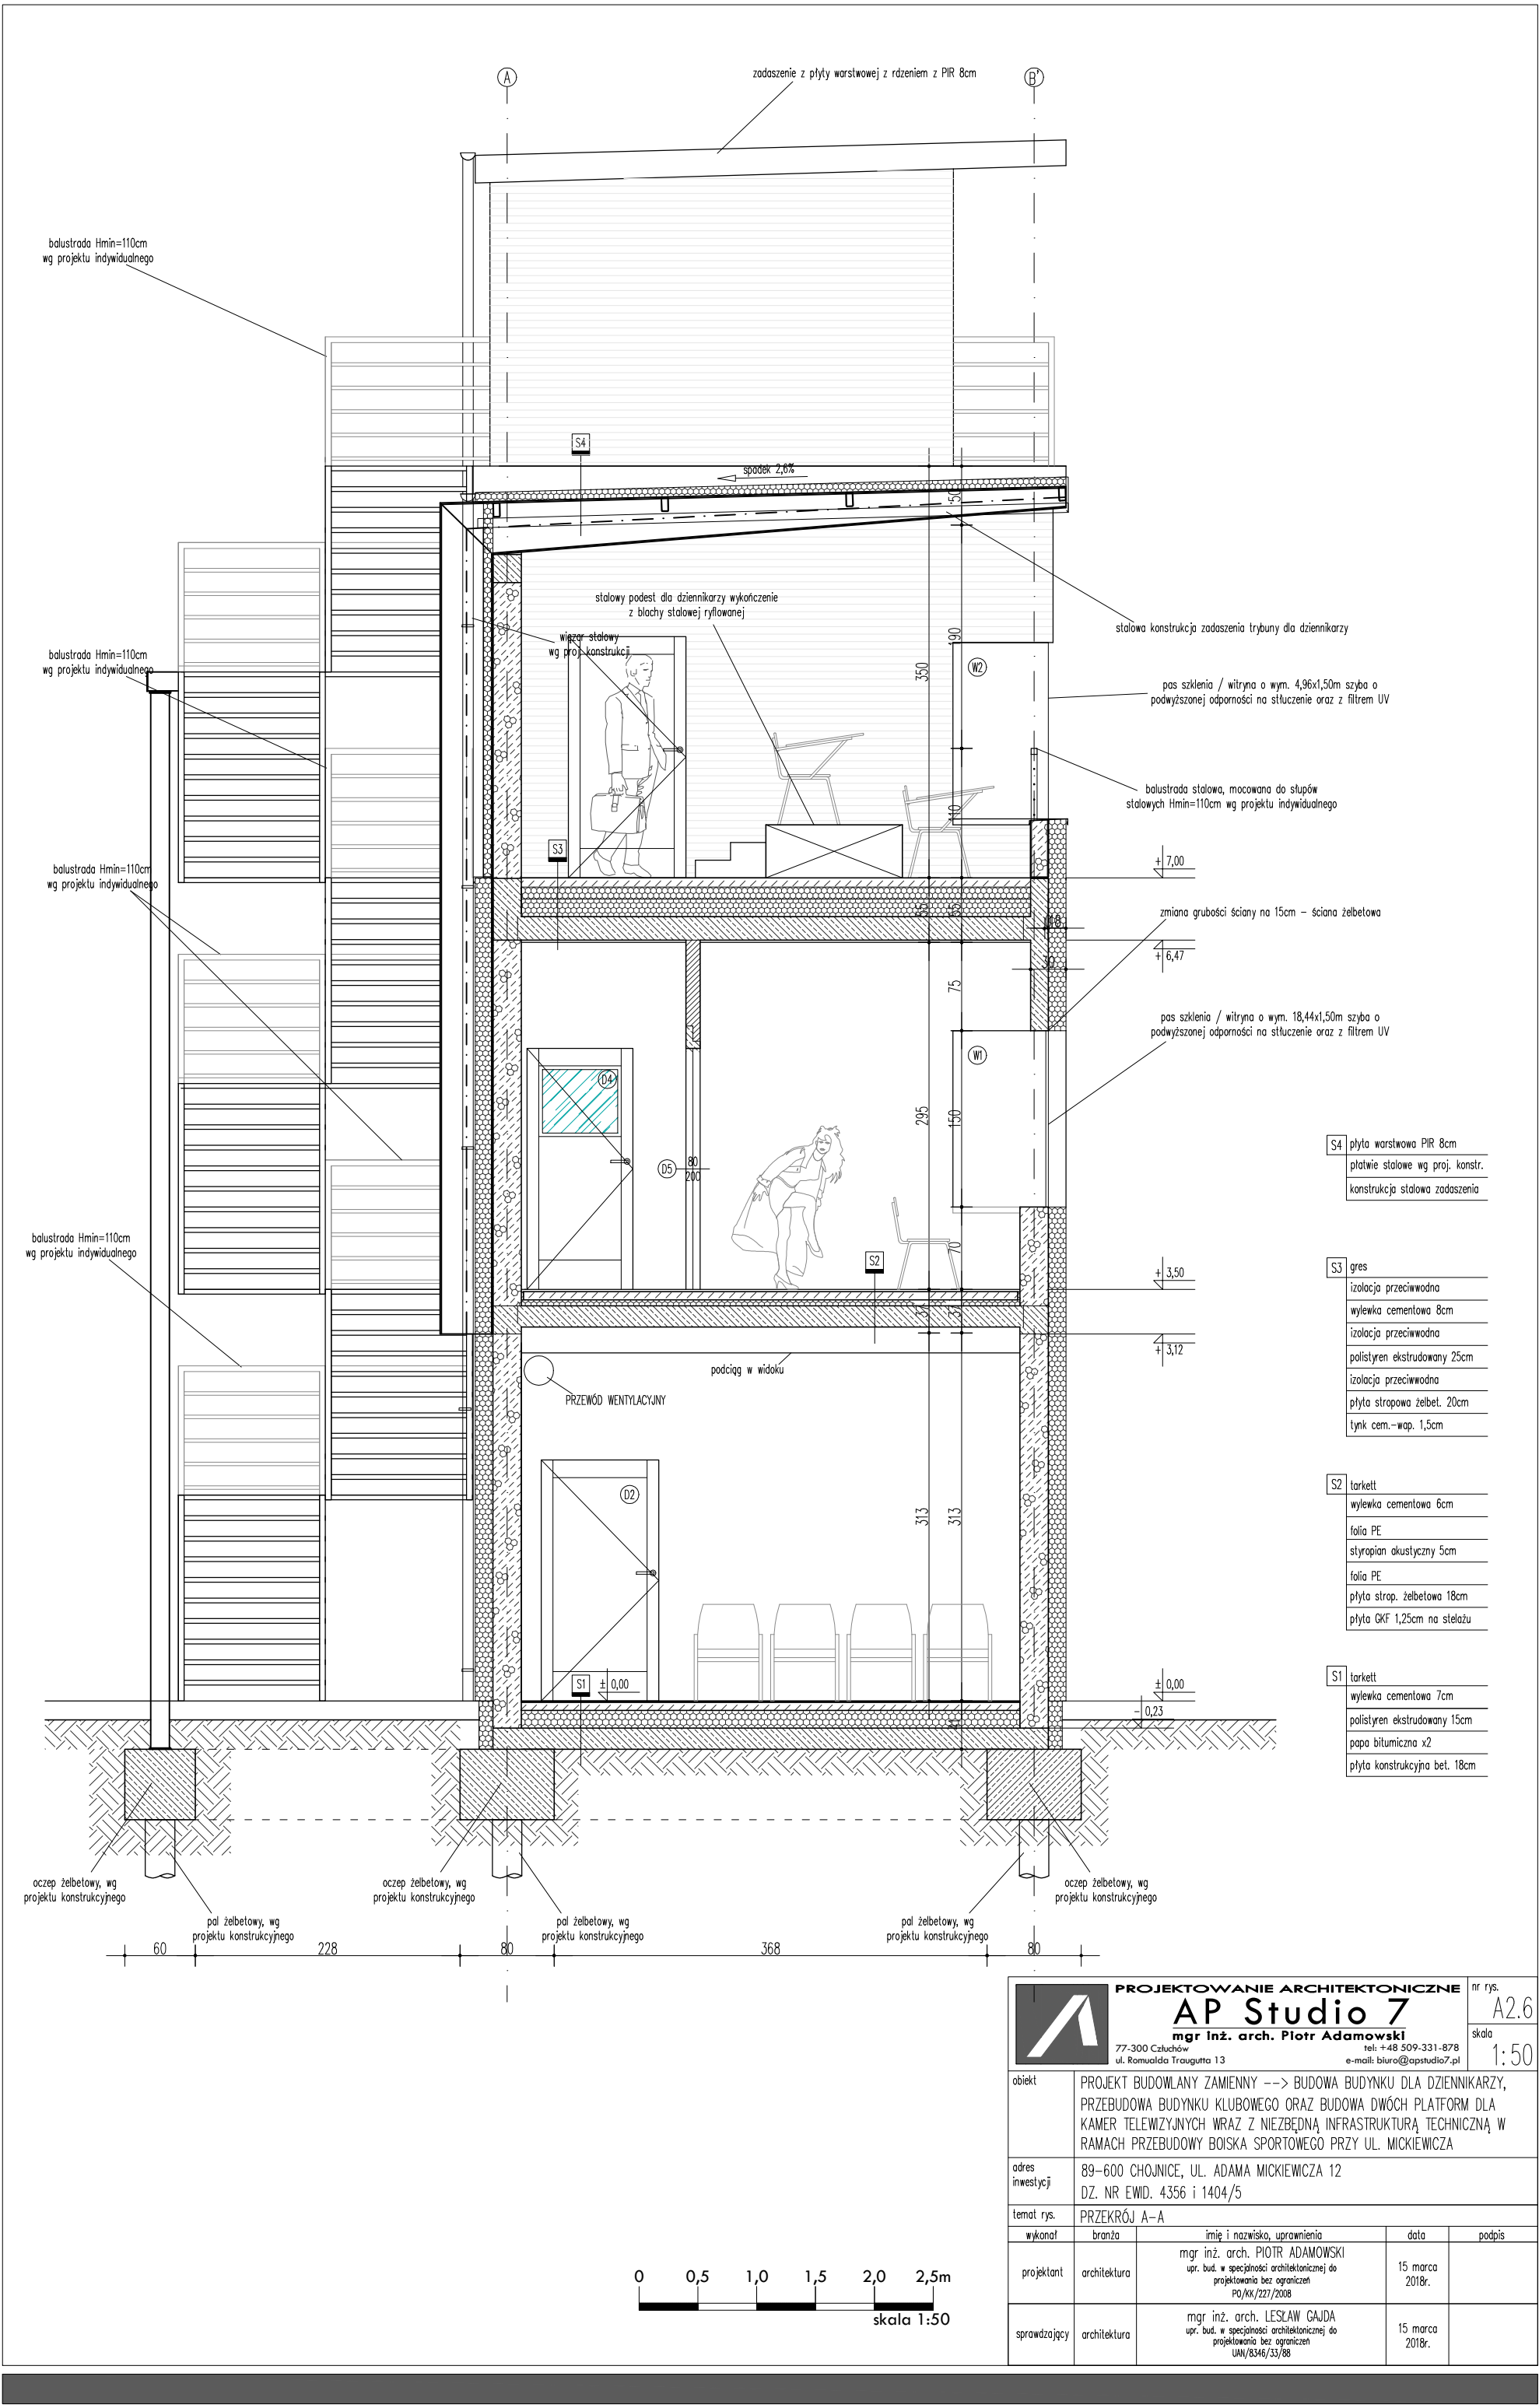 A
B'
zadaszenie z płyty warstwowej z rdzeniem z PIR 8cm
balustrada Hmin=110cm
wg projektu indywidualnego
S4
spadek 2,6%
50
stalowy podest dla dziennikarzy wykończenie
z blachy stalowej ryflowanej
stalowa konstrukcja zadaszenia trybuny dla dziennikarzy
więzar stalowy
wg proj. konstrukcji
190
350
balustrada Hmin=110cm
wg projektu indywidualnego
W2
pas szklenia / witryna o wym. 4,96x1,50m szyba o
podwyższonej odporności na stłuczenie oraz z filtrem UV
balustrada stalowa, mocowana do słupów
stalowych Hmin=110cm wg projektu indywidualnego
110
S3
+ 7,00
balustrada Hmin=110cm
wg projektu indywidualnego
55
55
18
zmiana grubości ściany na 15cm – ściana żelbetowa
+ 6,47
30
75
pas szklenia / witryna o wym. 18,44x1,50m szyba o
podwyższonej odporności na stłuczenie oraz z filtrem UV
W1
D4
295
150
D5
80
200
balustrada Hmin=110cm
wg projektu indywidualnego
S2
70
+ 3,50
37
37
+ 3,12
podciąg w widoku
PRZEWÓD WENTYLACYJNY
D2
313
313
S1
± 0,00
± 0,00
- 0,23
41
S4 płyta warstwowa PIR 8cm
płatwie stalowe wg proj. konstr.
konstrukcja stalowa zadaszenia
S3 gres
izolacja przeciwwodna
wylewka cementowa 8cm
izolacja przeciwwodna
polistyren ekstrudowany 25cm
izolacja przeciwwodna
płyta stropowa żelbet. 20cm
tynk cem.-wap. 1,5cm
S2 tarkett
wylewka cementowa 6cm
folia PE
styropian akustyczny 5cm
folia PE
płyta strop. żelbetowa 18cm
płyta GKF 1,25cm na stelażu
S1 tarkett
wylewka cementowa 7cm
polistyren ekstrudowany 15cm
papa bitumiczna x2
płyta konstrukcyjna bet. 18cm
oczep żelbetowy, wg
projektu konstrukcyjnego
oczep żelbetowy, wg
projektu konstrukcyjnego
oczep żelbetowy, wg
projektu konstrukcyjnego
pal żelbetowy, wg
projektu konstrukcyjnego
pal żelbetowy, wg
projektu konstrukcyjnego
pal żelbetowy, wg
projektu konstrukcyjnego
60 228 80 368 80
PROJEKTOWANIE ARCHITEKTONICZNE
AP Studio 7
mgr inż. arch. Piotr Adamowski
77-300 Człuchów tel: +48 509-331-878
ul. Romualda Traugutta 13 e-mail: biuro@apstudio7.pl
nr rys.
A2.6
skala
1:50
obiekt
PROJEKT BUDOWLANY ZAMIENNY --> BUDOWA BUDYNKU DLA DZIENNIKARZY,
PRZEBUDOWA BUDYNKU KLUBOWEGO ORAZ BUDOWA DWÓCH PLATFORM DLA
KAMER TELEWIZYJNYCH WRAZ Z NIEZBĘDNĄ INFRASTRUKTURĄ TECHNICZNĄ W
RAMACH PRZEBUDOWY BOISKA SPORTOWEGO PRZY UL. MICKIEWICZA
adres
inwestycji
89-600 CHOJNICE, UL. ADAMA MICKIEWICZA 12
DZ. NR EWID. 4356 i 1404/5
temat rys. PRZEKRÓJ A-A
wykonał branża imię i nazwisko, uprawnienia data podpis
projektant architektura
mgr inż. arch. PIOTR ADAMOWSKI
upr. bud. w specjalności architektonicznej do
projektowania bez ograniczeń
PO/KK/227/2008
15 marca
2018r.
sprawdzający architektura
mgr inż. arch. LESŁAW GAJDA
upr. bud. w specjalności architektonicznej do
projektowania bez ograniczeń
UAN/8346/33/88
15 marca
2018r.
0 0,5 1,0 1,5 2,0 2,5m
skala 1:50